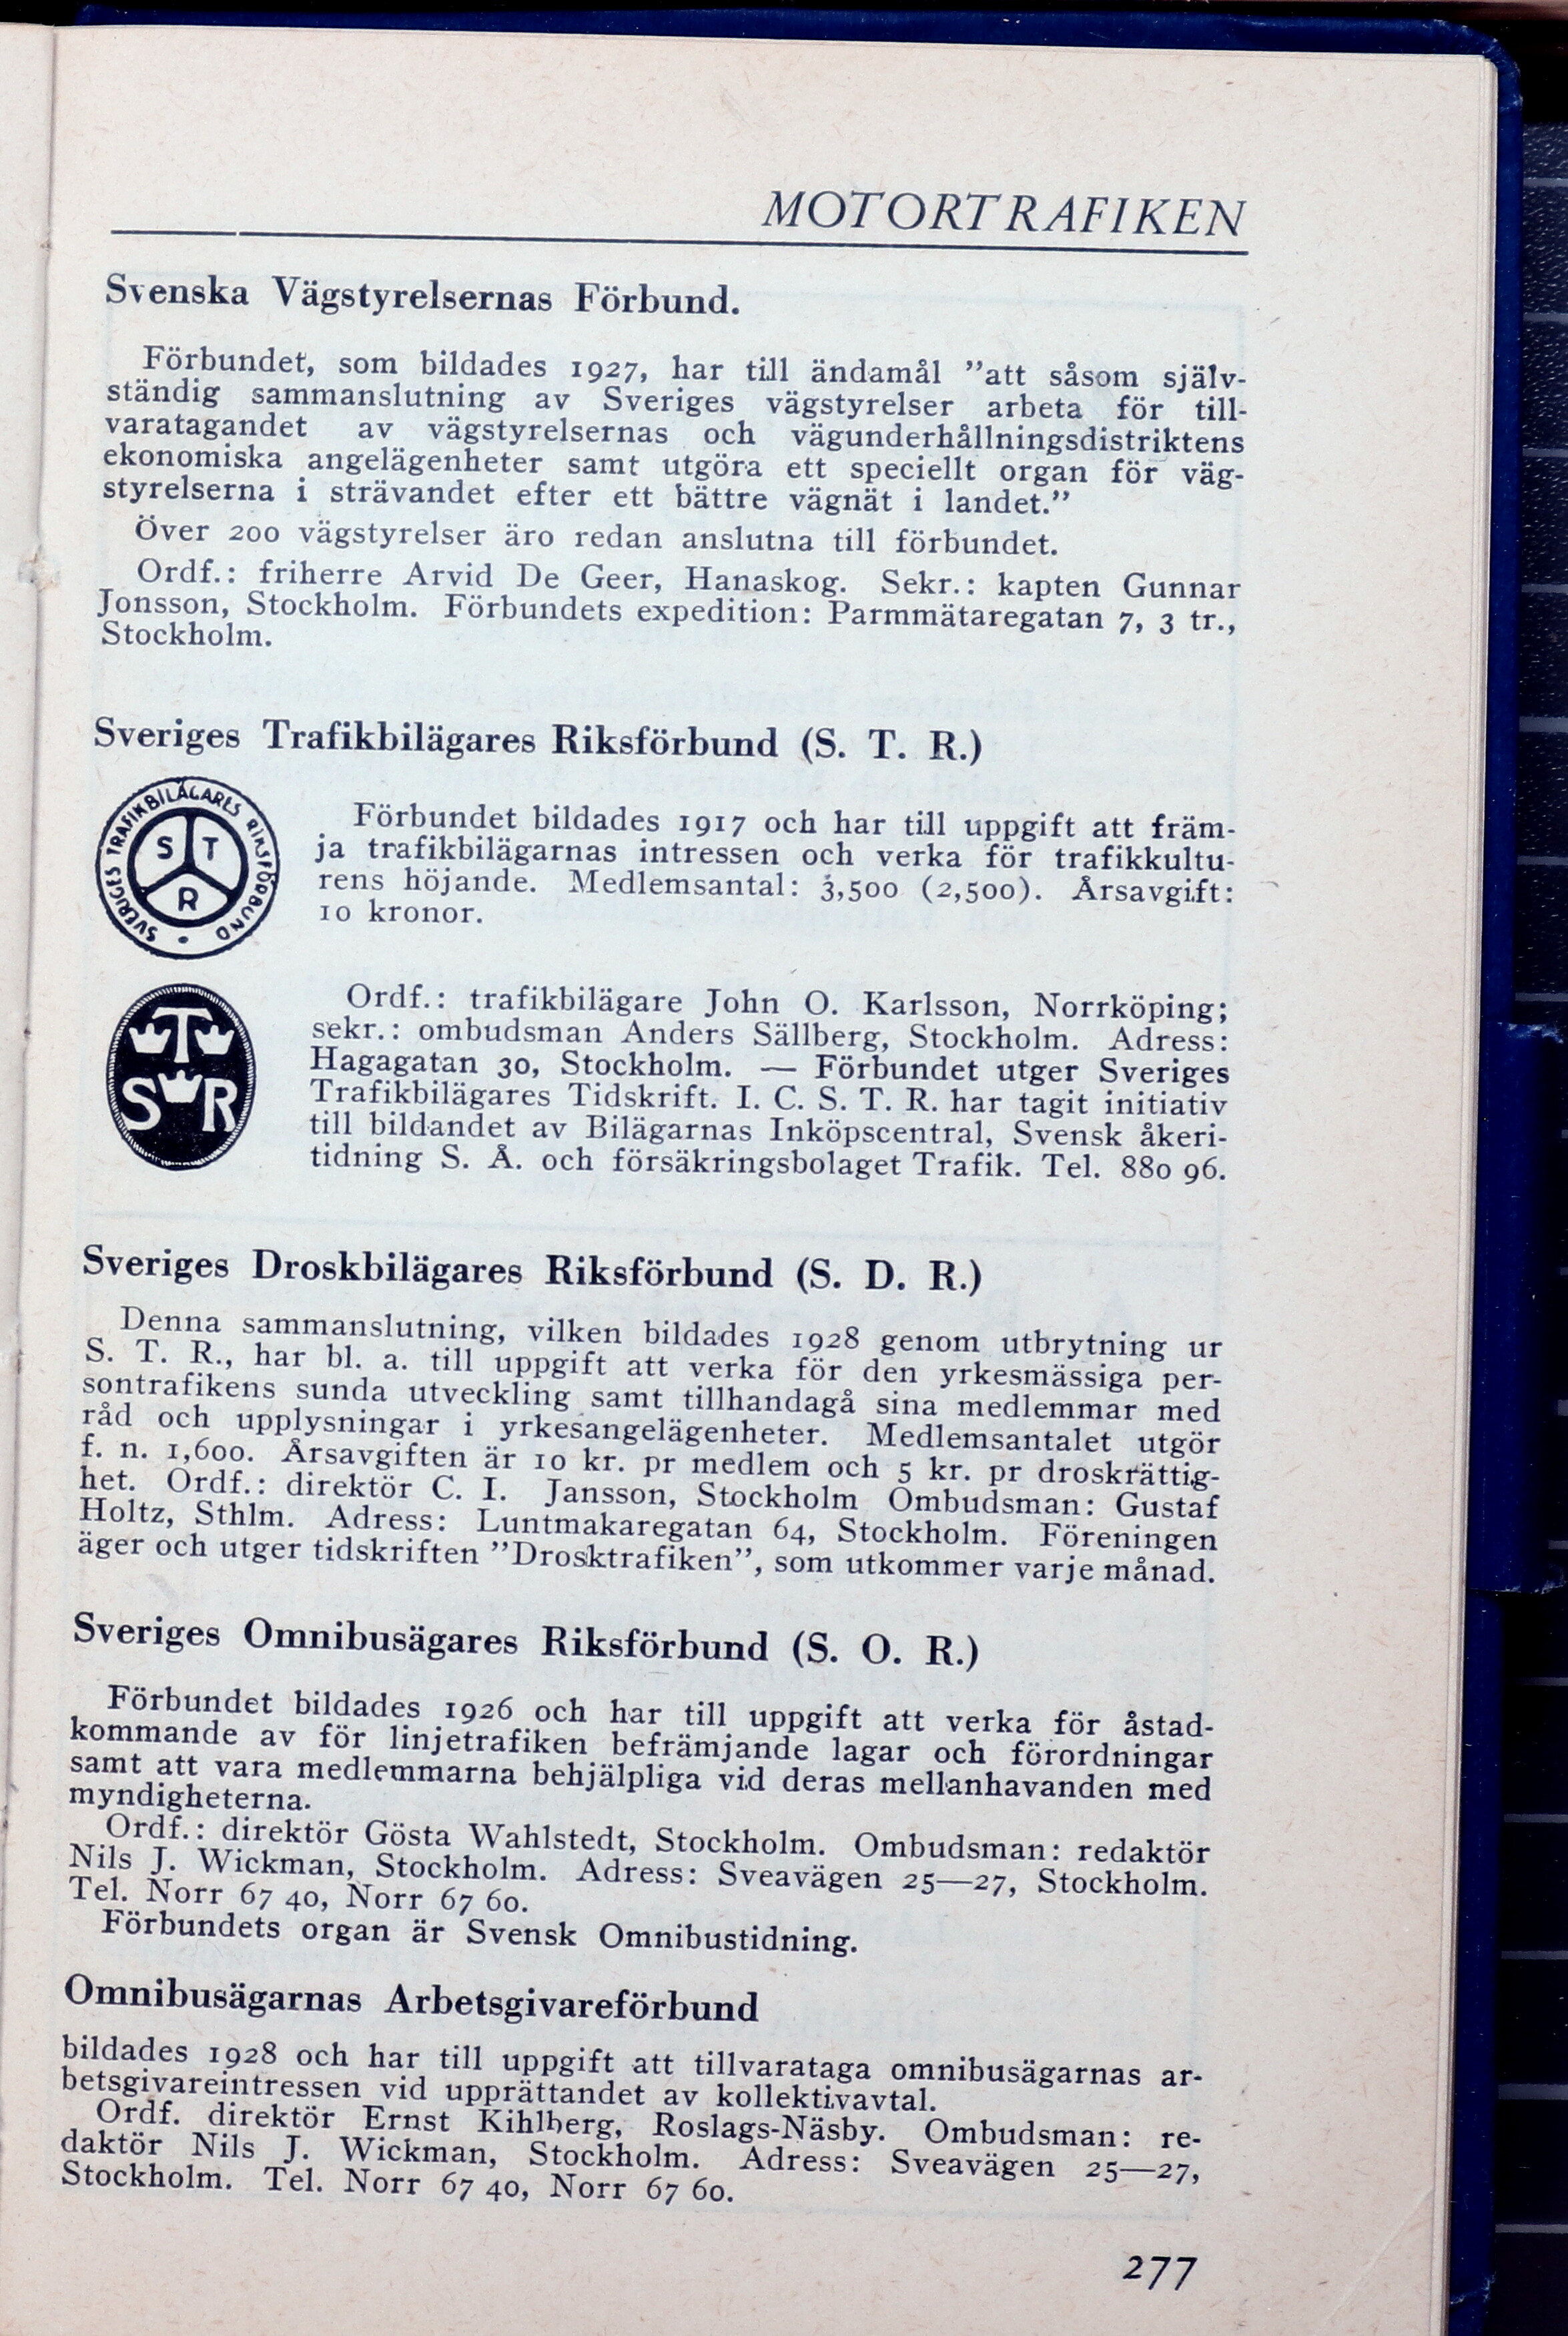 MOTORTRAFIKEN
Svenska Vägstyrelsernas Förbund.
Förbundet, som bildades 1927, har till ändamål ”att såsom själv-
ständig sammanslutning av Sveriges vägstyrelser arbeta för till-
varatagandet av vägstyrelsernas och vägunderhållningsdistriktens
ekonomiska angelägenheter samt utgöra ett speciellt organ för väg-
styrelserna i strävandet efter ett bättre vägnät i landet.”
Över 200 vägstyrelser äro redan anslutna till förbundet.
Ordf.: friherre Arvid De Geer, Hanaskog. Sekr.: kapten Gunnar
Jonsson, Stockholm. Förbundets expedition: Parmmätaregatan 7, 3 tr.,
Stockholm.
Sveriges Trafikbilägares Riksförbund (S. T. R.)
SVERIGES TRAFIKBILÄGARES RIKSFÖRBUND
S T
R
Förbundet bildades 1917 och har till uppgift att främ-
ja trafikbilägarnas intressen och verka för trafikkultu-
rens höjande. Medlemsantal: 3,500 (2,500). Årsavgift:
10 kronor.
T
S R
Ordf.: trafikbilägare John O. Karlsson, Norrköping;
sekr.: ombudsman Anders Sällberg, Stockholm. Adress:
Hagagatan 30, Stockholm. — Förbundet utger Sveriges
Trafikbilägares Tidskrift. I. C. S. T. R. har tagit initiativ
till bildandet av Bilägarnas Inköpscentral, Svensk åkeri-
tidning S. Å. och försäkringsbolaget Trafik. Tel. 880 96.
Sveriges Droskbilägares Riksförbund (S. D. R.)
Denna sammanslutning, vilken bildades 1928 genom utbrytning ur
S. T. R., har bl. a. till uppgift att verka för den yrkesmässiga per-
sontrafikens sunda utveckling samt tillhandagå sina medlemmar med
råd och upplysningar i yrkesangelägenheter. Medlemsantalet utgör
f. n. 1,600. Årsavgiften är 10 kr. pr medlem och 5 kr. pr droskrättig-
het. Ordf.: direktör C. I. Jansson, Stockholm Ombudsman: Gustaf
Holtz, Sthlm. Adress: Luntmakaregatan 64, Stockholm. Föreningen
äger och utger tidskriften ”Drosktrafiken”, som utkommer varje månad.
Sveriges Omnibusägares Riksförbund (S. O. R.)
Förbundet bildades 1926 och har till uppgift att verka för åstad-
kommande av för linjetrafiken befrämjande lagar och förordningar
samt att vara medlemmarna behjälpliga vid deras mellanhavanden med
myndigheterna.
Ordf.: direktör Gösta Wahlstedt, Stockholm. Ombudsman: redaktör
Nils J. Wickman, Stockholm. Adress: Sveavägen 25—27, Stockholm.
Tel. Norr 67 40, Norr 67 60.
Förbundets organ är Svensk Omnibustidning.
Omnibusägarnas Arbetsgivareförbund
bildades 1928 och har till uppgift att tillvarataga omnibusägarnas ar-
betsgivareintressen vid upprättandet av kollektivavtal.
Ordf. direktör Ernst Kihlberg, Roslags-Näsby. Ombudsman: re-
daktör Nils J. Wickman, Stockholm. Adress: Sveavägen 25—27,
Stockholm. Tel. Norr 67 40, Norr 67 60.
277